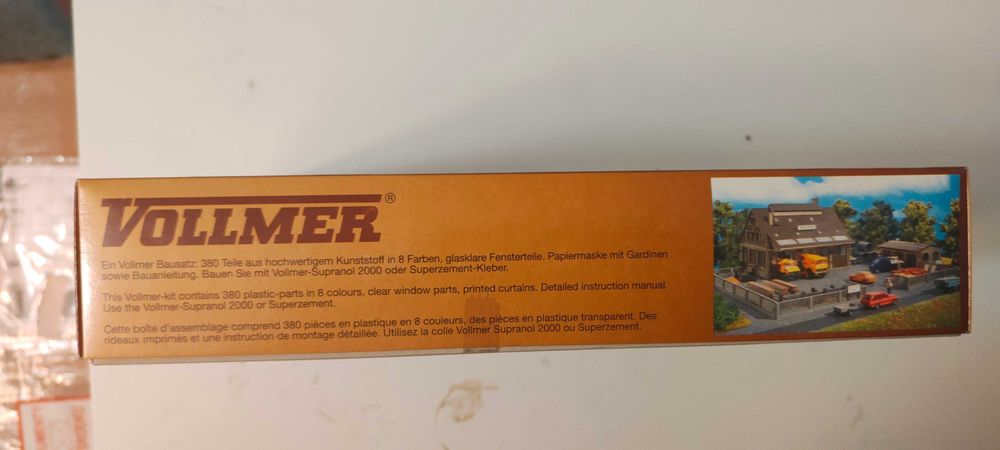 VOLLMER®
Ein Vollmer Bausatz: 380 Teile aus hochwertigem Kunststoff in 8 Farben, glasklare Fensterteile. Papiermaske mit Gardinen
sowie Bauanleitung. Bauen Sie mit Vollmer-Supranol 2000 oder Superzement-Kleber.
This Vollmer-kit contains 380 plastic-parts in 8 colours, clear window parts, printed curtains. Detailed instruction manual.
Use the Vollmer-Supranol 2000 or Superzement.
Cette boîte d'assemblage comprend 380 pièces en plastique en 8 couleurs, des pièces en plastique transparent. Des
rideaux imprimés et une instruction de montage détaillée. Utilisez la colle Vollmer Supranol 2000 ou Superzement.